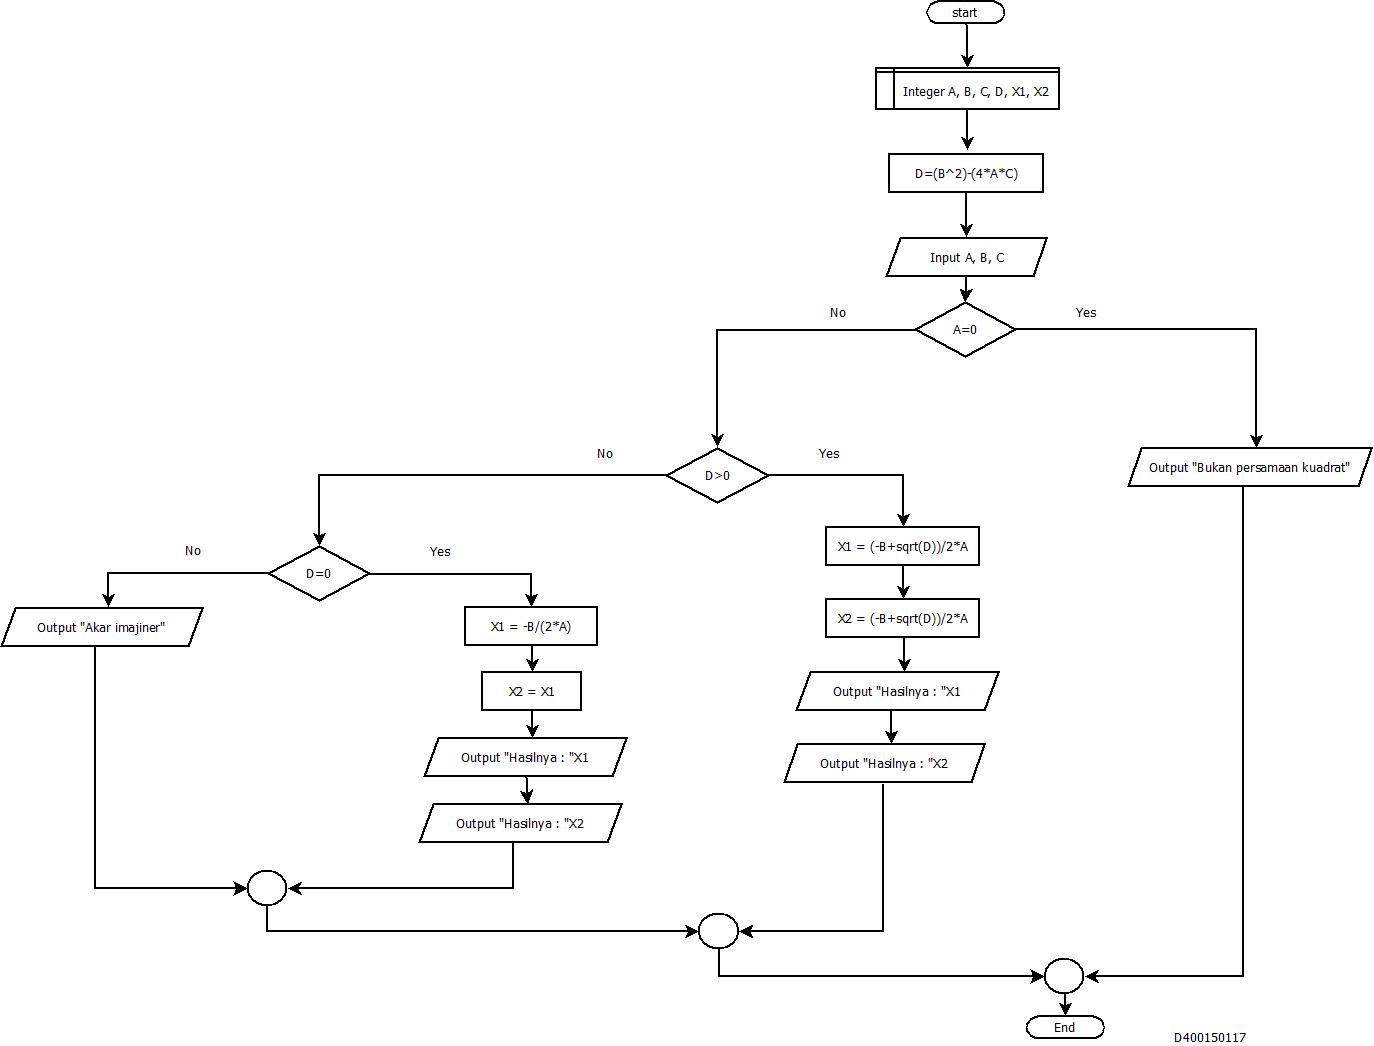 start
Integer A, B, C, D, X1, X2
D=(B^2)-(4*A*C)
Input A, B, C
No
A=0
Yes
No
D>0
Yes
Output "Bukan persamaan kuadrat"
No
D=0
Yes
X1 = (-B+sqrt(D))/2*A
X2 = (-B+sqrt(D))/2*A
Output "Hasilnya : "X1
Output "Hasilnya : "X2
Output "Akar imajiner"
X1 = -B/(2*A)
X2 = X1
Output "Hasilnya : "X1
Output "Hasilnya : "X2
End
D400150117